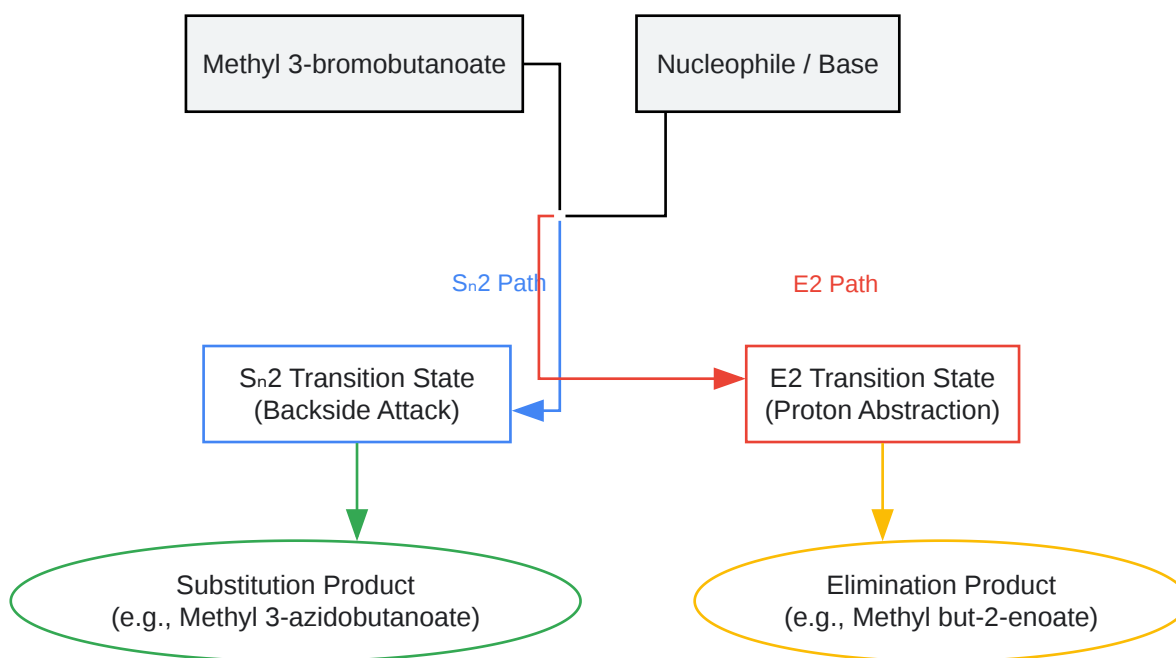 Methyl 3-bromobutanoate
Nucleophile / Base
Sₙ2 Path
E2 Path
Sₙ2 Transition State
(Backside Attack)
E2 Transition State
(Proton Abstraction)
Substitution Product
(e.g., Methyl 3-azidobutanoate)
Elimination Product
(e.g., Methyl but-2-enoate)